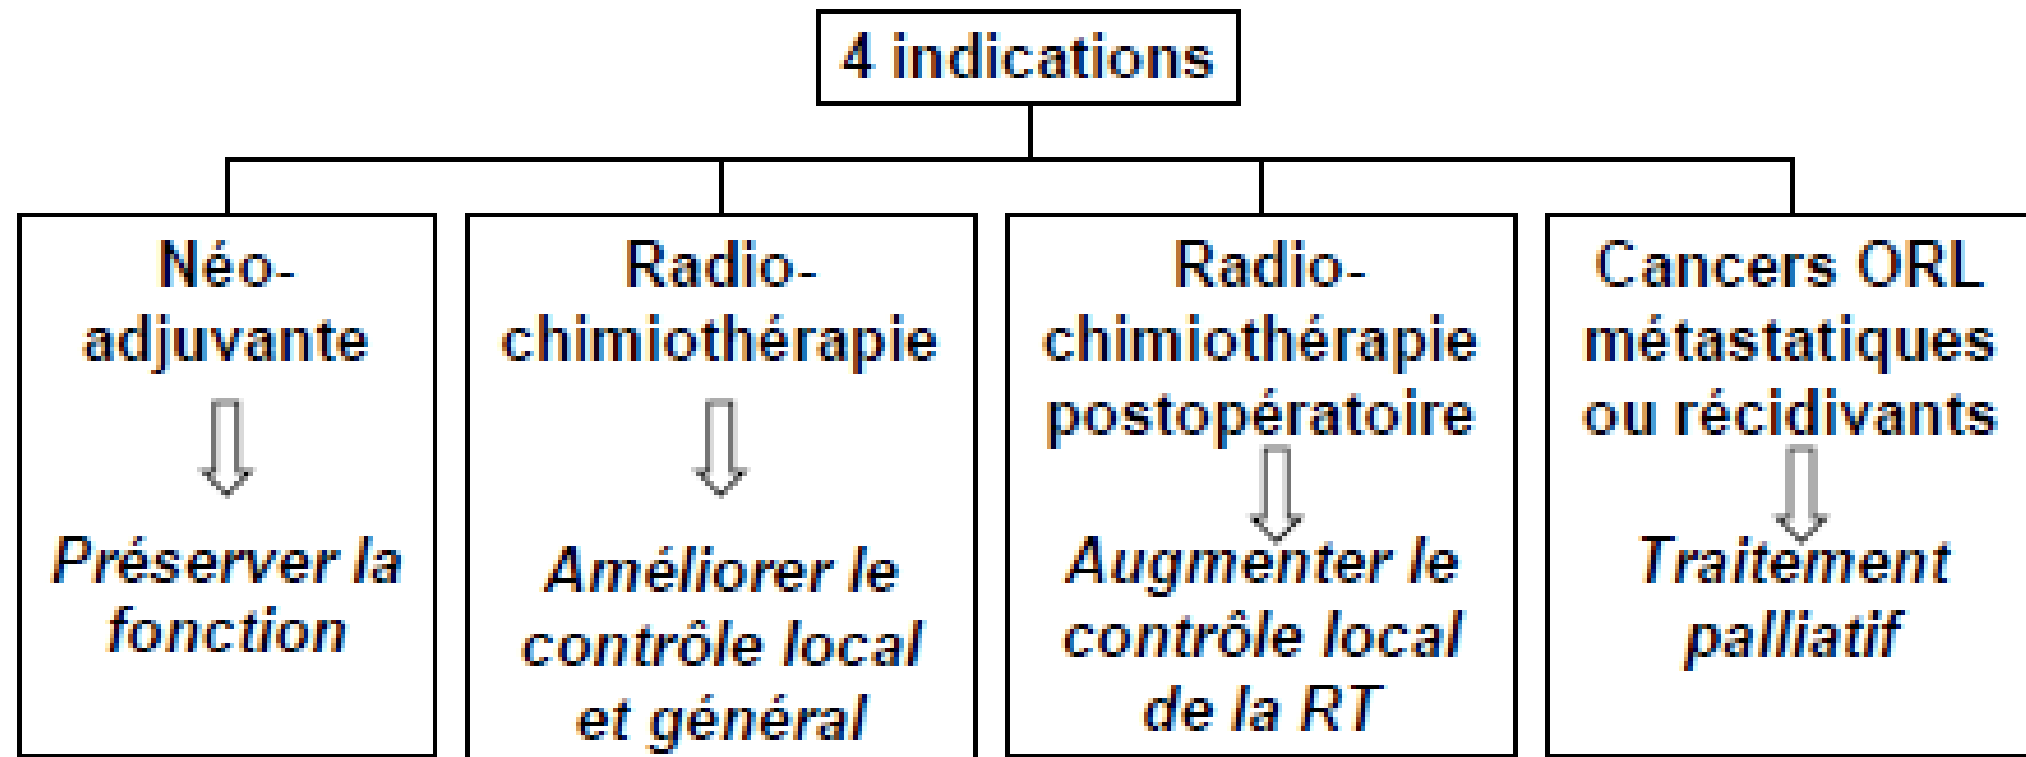 4 indications
Néo-
adjuvante
Préserver la
fonction
Radio-
chimiothérapie
Améliorer le
contrôle local
et général
Radio-
chimiothérapie
postopératoire
Augmenter le
contrôle local
de la RT
Cancers ORL
métastatiques
ou récidivants
Traitement
palliatif